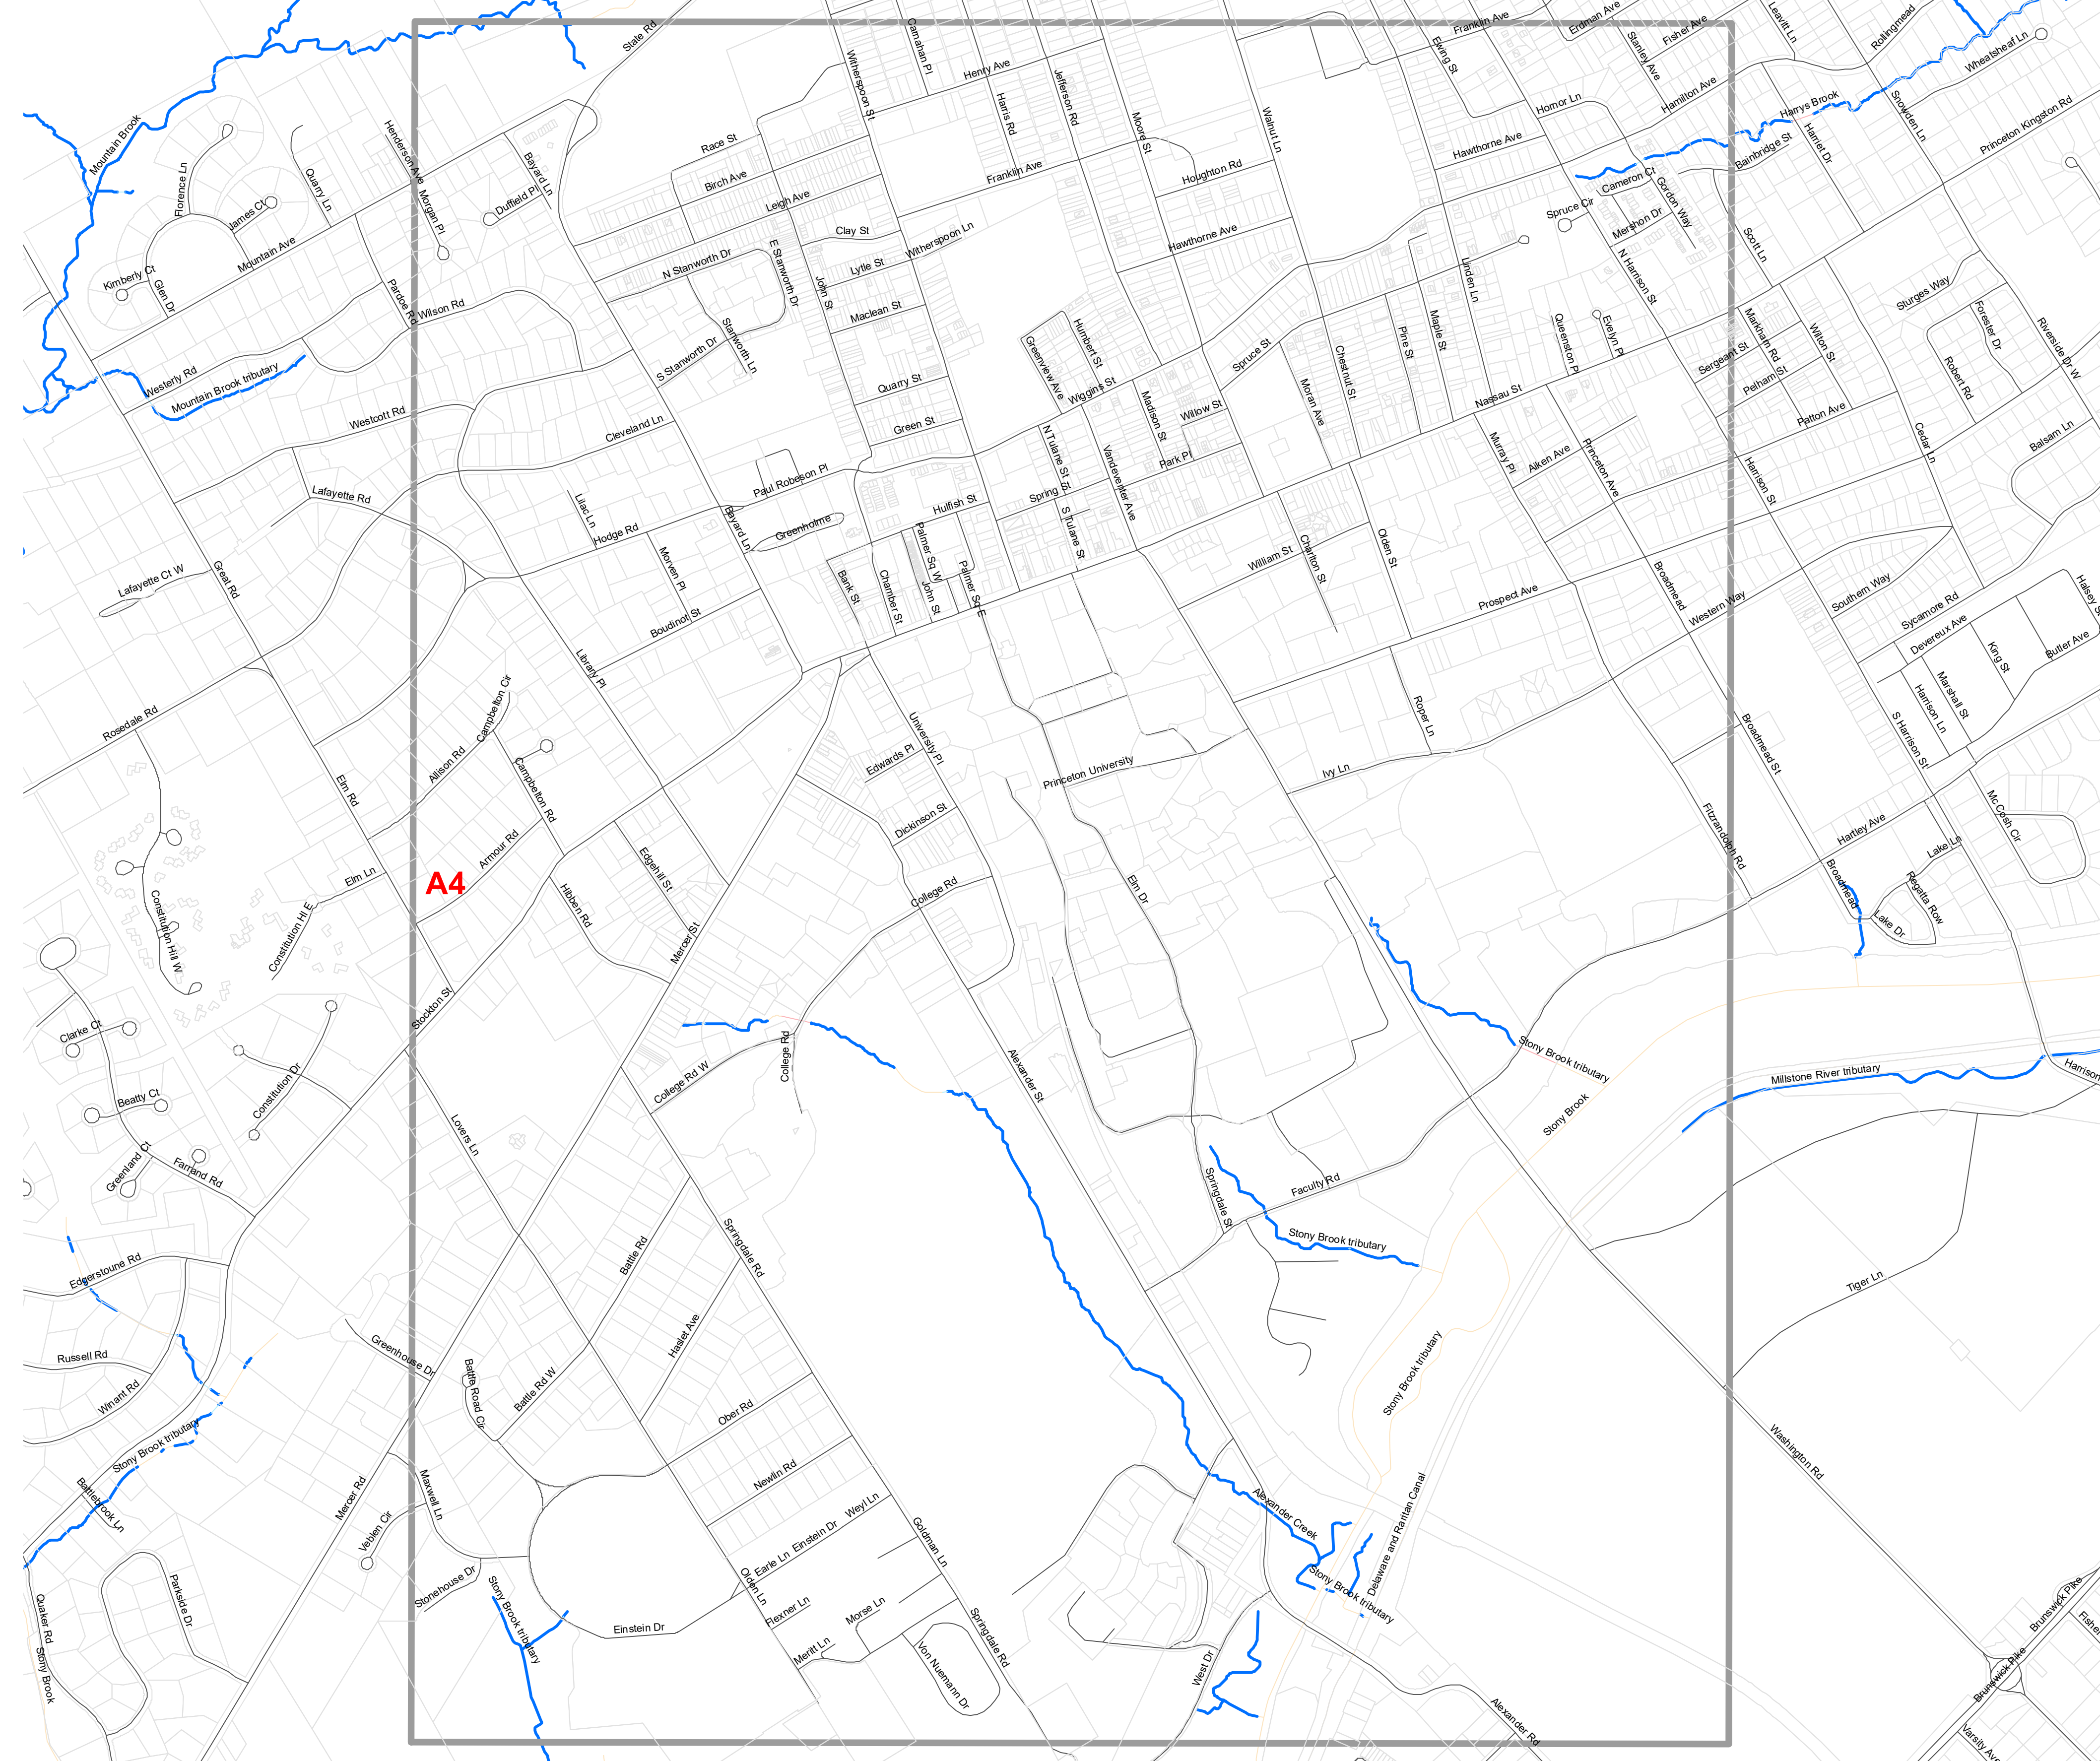 State Rd
Witherspoon St
Carnahan Pl
Henry Ave
Harris Rd
Jefferson Rd
Moore St
Walnut Ln
Franklin Ave
Ewing St
Erdman Ave
Stanley Ave
Fisher Ave
Leavitt Ln
Rollingmead
Wheatsheaf Ln
Hamilton Ave
Homor Ln
Harrys Brook
Snowden Ln
Princeton Kingston Rd
Mountain Brook
Henderson Ave
Bayard Ln
Race St
Birch Ave
Leigh Ave
Franklin Ave
Houghton Rd
Hawthorne Ave
Harriet Dr
Bainbridge St
Cameron Ct
Gordon Way
Florence Ln
Quarry Ln
James Ct
Morgan Pl
Duffield Pl
Clay St
Witherspoon Ln
Hawthorne Ave
Spruce Cir
Mershon Dr
Scott Ln
Mountain Ave
N Stanworth Dr
E Stanworth Dr
John St
Lytle St
Maclean St
Linden Ln
N Harrison St
Sturges Way
Kimberly Ct
Glen Dr
Pardoe Rd
Wilson Rd
Stanworth Ln
S Stanworth Dr
Greenview Ave
Humbert St
Spruce St
Chestnut St
Pine St
Maple St
Queenston Pl
Evelyn Pl
Markham Rd
Sergeant St
Wilton St
Forester Dr
Riverside Dr W
Robert Rd
Pelham St
Westerly Rd
Mountain Brook tributary
Westcott Rd
Cleveland Ln
Quarry St
Green St
Wiggins St
Madison St
Willow St
Moran Ave
Nassau St
Patton Ave
Cedar Ln
Balsam Ln
Lafayette Rd
Lilac Ln
Hodge Rd
Paul Robeson Pl
Bayard Ln
Greenholme
Hulfish St
Spring St
N Tulane St
S Tulane St
Vandeventer Ave
Park Pl
Murray Pl
Aiken Ave
Princeton Ave
Harrison St
Lafayette Ct W
Great Rd
Morven Pl
Boudinot St
Bank St
Chamber St
Palmer Sq W
John St
Palmer Sq E
William St
Charlton St
Olden St
Prospect Ave
Broadmead
Western Way
Southern Way
Sycamore Rd
Devereux Ave
King St
Butler Ave
Halsey St
Marshall St
Harrison Ln
S Harrison St
Library Pl
Rosedale Rd
Elm Rd
Allison Rd
Campbelton Cir
Campbelton Rd
University Pl
Edwards Pl
Dickinson St
Princeton University
Ivy Ln
Roper Ln
Broadmead St
Fitzrandolph Rd
Hartley Ave
Mc Cosh Cir
Lake Ln
Regatta Row
Lake Dr
Broadmead
A4
Elm Ln
Armour Rd
Edgehill St
Hibben Rd
Mercer St
College Rd
Elm Dr
Constitution Hl E
Constitution Hill W
Stockton St
Clarke Ct
Beatty Ct
Constitution Dr
Greenland Ct
Farrand Rd
College Rd W
College Rd
Alexander St
Stony Brook tributary
Stony Brook
Millstone River tributary
Harrison
Lovers Ln
Springdale St
Faculty Rd
Stony Brook tributary
Edgerstoune Rd
Russell Rd
Winant Rd
Battle Rd
Springdale Rd
Haslet Ave
Greenhouse Dr
Battle Road Cir
Battle Rd W
Ober Rd
Stony Brook tributary
Tiger Ln
Washington Rd
Stony Brook tributary
Battlebrook Ln
Mercer Rd
Maxwell Ln
Veblen Cir
Newlin Rd
Weyl Ln
Einstein Dr
Earle Ln
Goldman Ln
Alexander Creek
Delaware and Raritan Canal
Stony Brook tributary
Stonehouse Dr
Stony Brook tributary
Olden Ln
Flexner Ln
Morse Ln
Meritt Ln
Einstein Dr
Von Nuemann Dr
Springdale Rd
West Dr
Alexander Rd
Parkside Dr
Quaker Rd
Stony Brook
Brunswick Pike
Brunswick Pike
Fisher
Varsity Ave